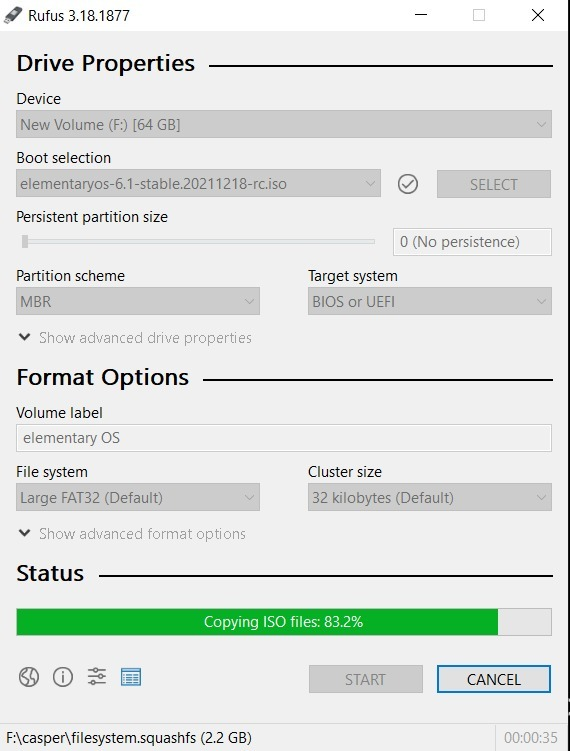 Rufus 3.18.1877
Drive Properties
Device
New Volume (F:) [64 GB]
Boot selection
elementaryos-6.1-stable.20211218-rc.iso
SELECT
Persistent partition size
0 (No persistence)
Partition scheme
Target system
MBR
BIOS or UEFI
Show advanced drive properties
Format Options
Volume label
elementary OS
File system
Cluster size
Large FAT32 (Default)
32 kilobytes (Default)
Show advanced format options
Status
Copying ISO files: 83.2%
START
CANCEL
F:\casper\filesystem.squashfs (2.2 GB)
00:00:35